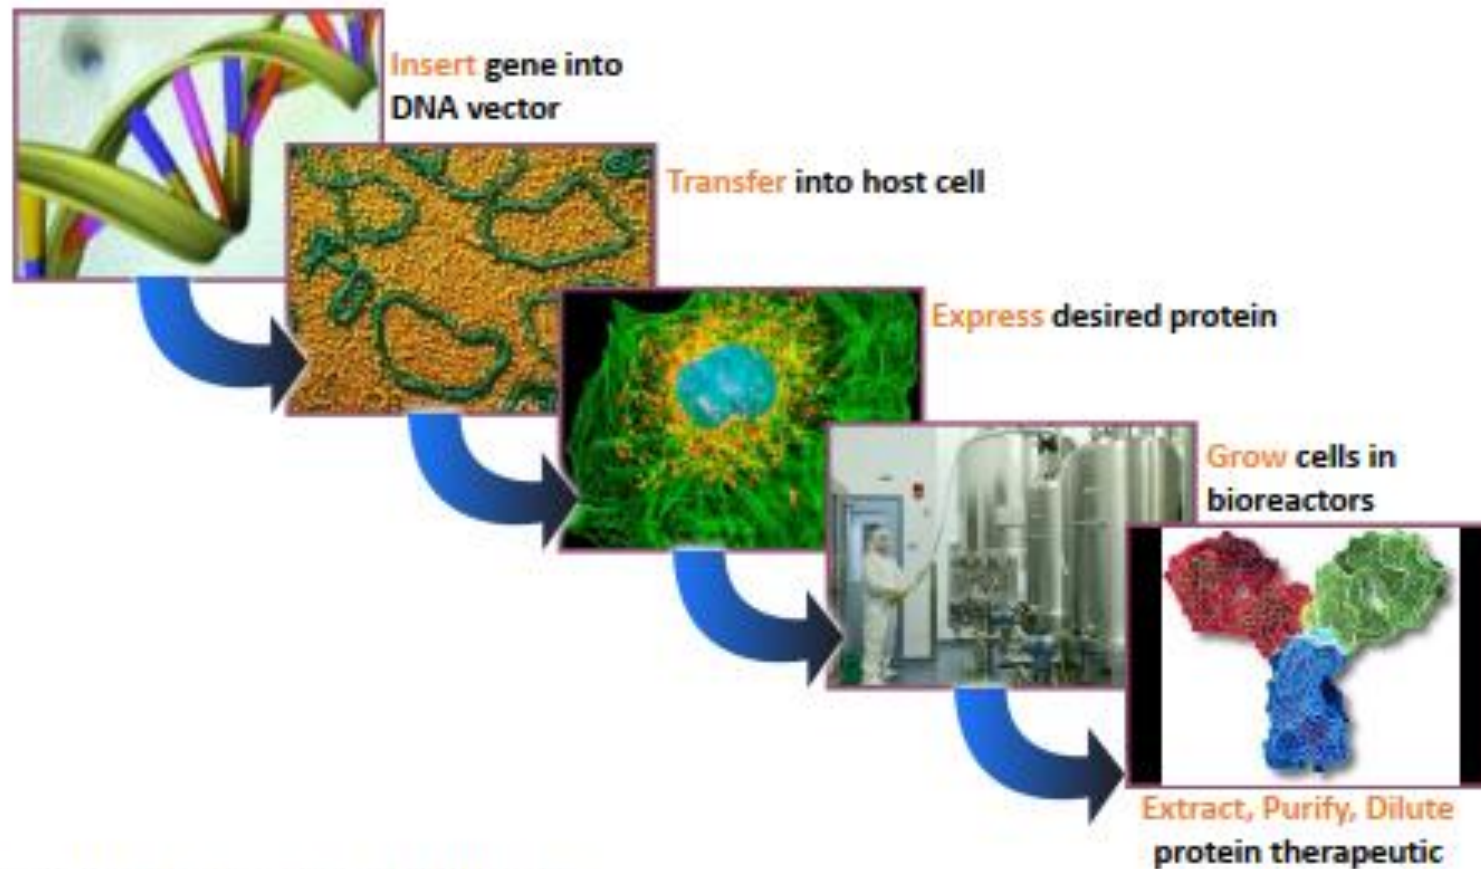 Insert gene into
DNA vector
Transfer into host cell
Express desired protein
Grow cells in
bioreactors
Extract, Purify, Dilute
protein therapeutic